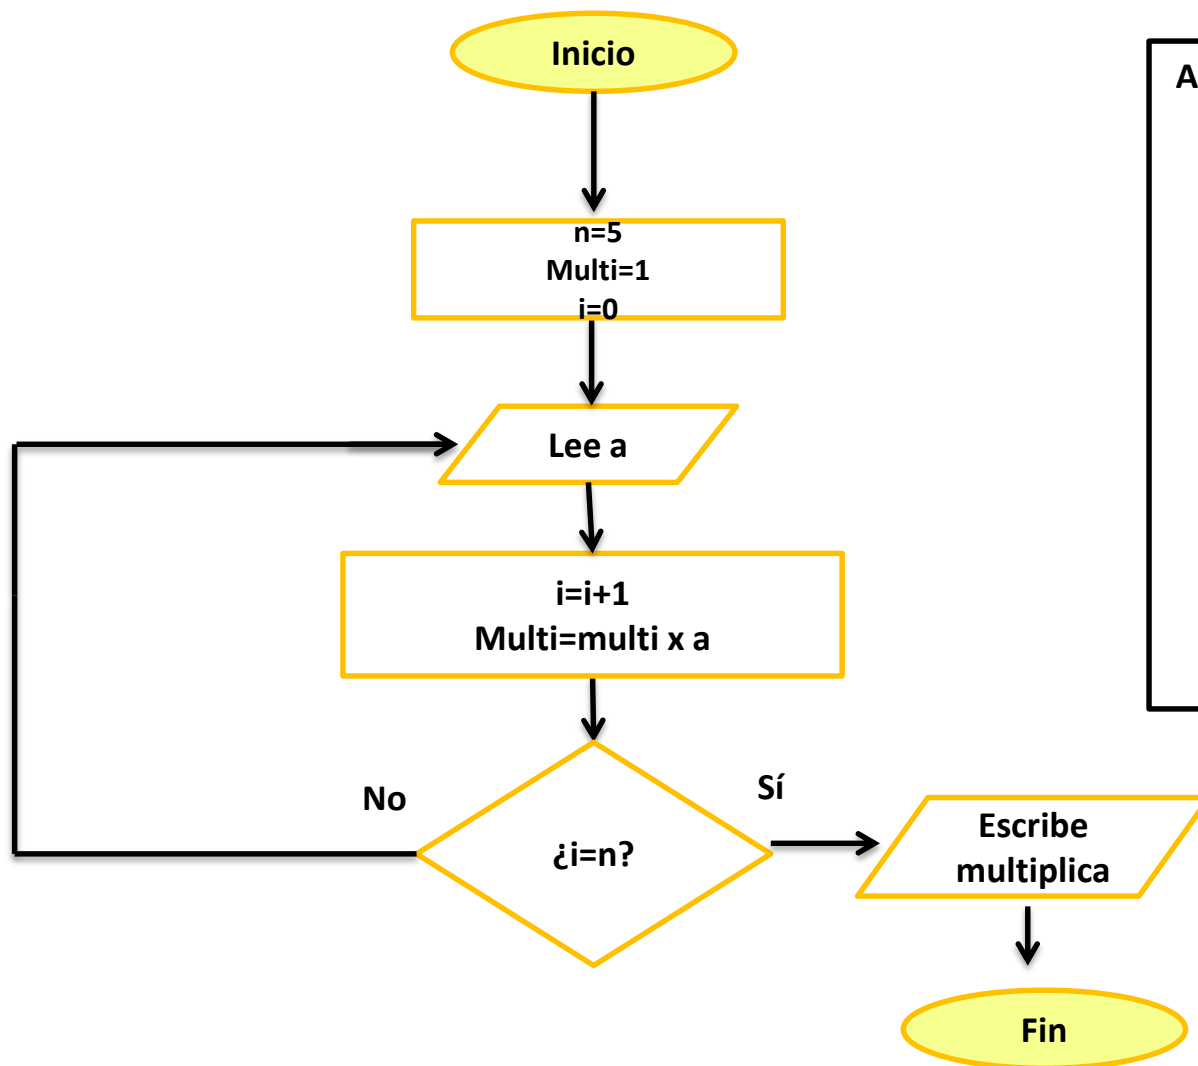 Inicio
A
n=5
Multi=1
i=0
Lee a
i=i+1
Multi=multi x a
No
Sí
¿i=n?
Escribe
multiplica
Fin